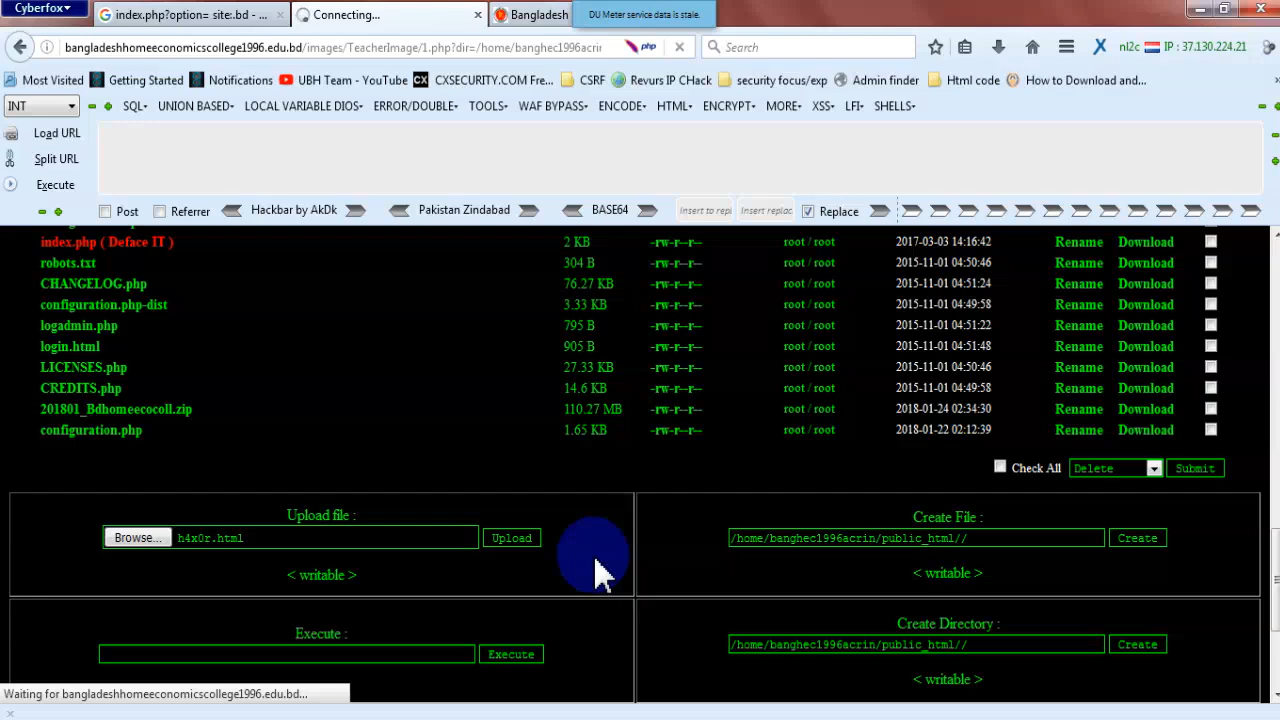 Cyberfox
index.php?option= site:.bd - ...
Connecting...
Bangladesh
DU Meter service data is stale.
bangladeshhomeeconomicscollege1996.edu.bd/images/TeacherImage/1.php?dir=/home/banghec1996acrin/
php
Search
nl2c
IP : 37.130.224.21
Most Visited
Getting Started
Notifications
UBH Team - YouTube
CX CXSECURITY.COM Fre...
CSRF
Revurs IP CHack
security focus/exp
Admin finder
Html code
How to Download and...
INT
SQL
UNION BASED
LOCAL VARIABLE DIOS
ERROR/DOUBLE
TOOLS
WAF BYPASS
ENCODE
HTML
ENCRYPT
MORE
XSS
LFI
SHELLS
Load URL
Split URL
Execute
Post
Referrer
Hackbar by AkDk
Pakistan Zindabad
BASE64
Insert to repl
Insert replac
Replace
index.php ( Deface IT ) 2 KB -rw-r--r-- root / root 2017-03-03 14:16:42 Rename Download
robots.txt 304 B -rw-r--r-- root / root 2015-11-01 04:50:46 Rename Download
CHANGELOG.php 76.27 KB -rw-r--r-- root / root 2015-11-01 04:51:24 Rename Download
configuration.php-dist 3.33 KB -rw-r--r-- root / root 2015-11-01 04:49:58 Rename Download
logadmin.php 795 B -rw-r--r-- root / root 2015-11-01 04:51:22 Rename Download
login.html 905 B -rw-r--r-- root / root 2015-11-01 04:51:48 Rename Download
LICENSES.php 27.33 KB -rw-r--r-- root / root 2015-11-01 04:50:46 Rename Download
CREDITS.php 14.6 KB -rw-r--r-- root / root 2015-11-01 04:49:58 Rename Download
201801_Bdhomeecocoll.zip 110.27 MB -rw-r--r-- root / root 2018-01-24 02:34:30 Rename Download
configuration.php 1.65 KB -rw-r--r-- root / root 2018-01-22 02:12:39 Rename Download
Check All Delete Submit
Upload file :
Browse... h4x0r.html Upload
< writable >
Create File :
/home/banghec1996acrin/public_html// Create
< writable >
Execute :
Execute
Create Directory :
/home/banghec1996acrin/public_html// Create
< writable >
Waiting for bangladeshhomeeconomicscollege1996.edu.bd...